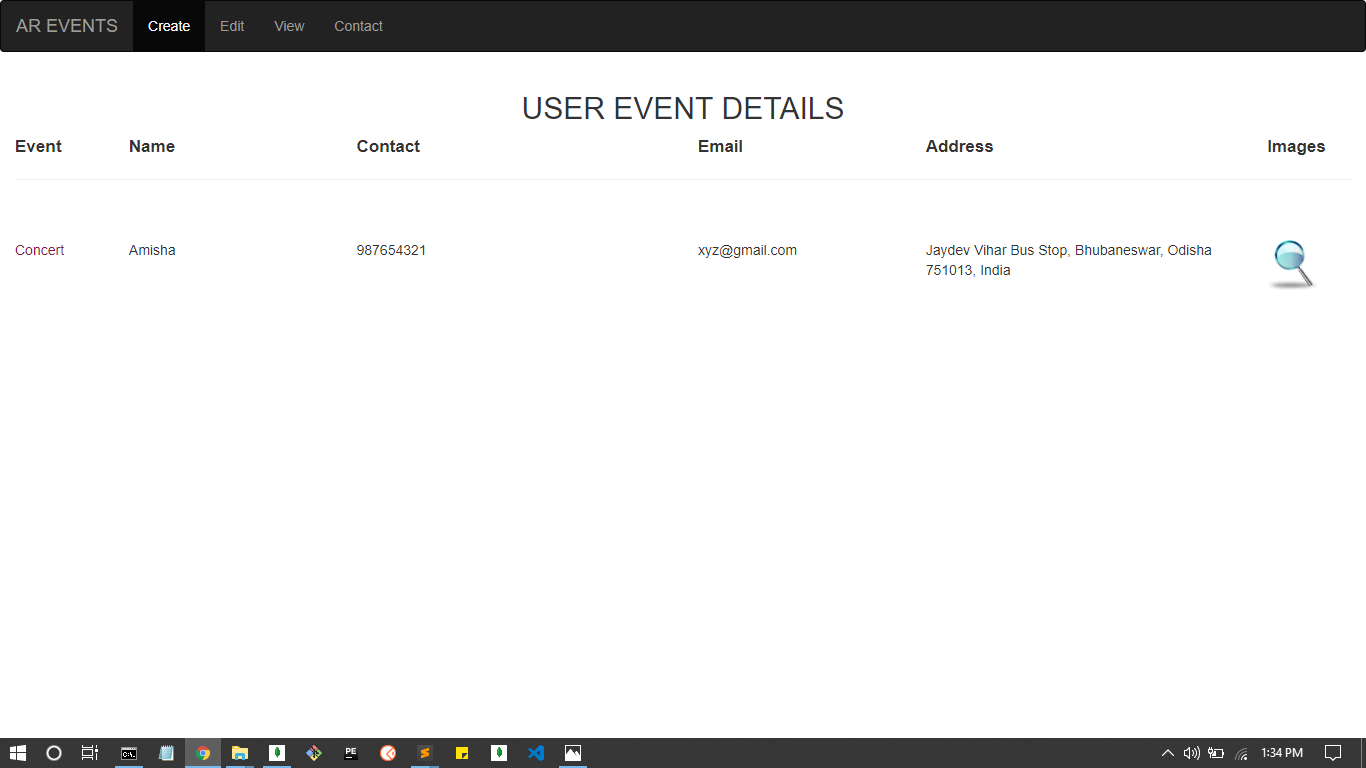 AR EVENTS Create Edit View Contact
USER EVENT DETAILS
Event Name Contact Email Address Images
Concert Amisha 987654321 xyz@gmail.com Jaydev Vihar Bus Stop, Bhubaneswar, Odisha
751013, India
C:\. PE 1:34 PM